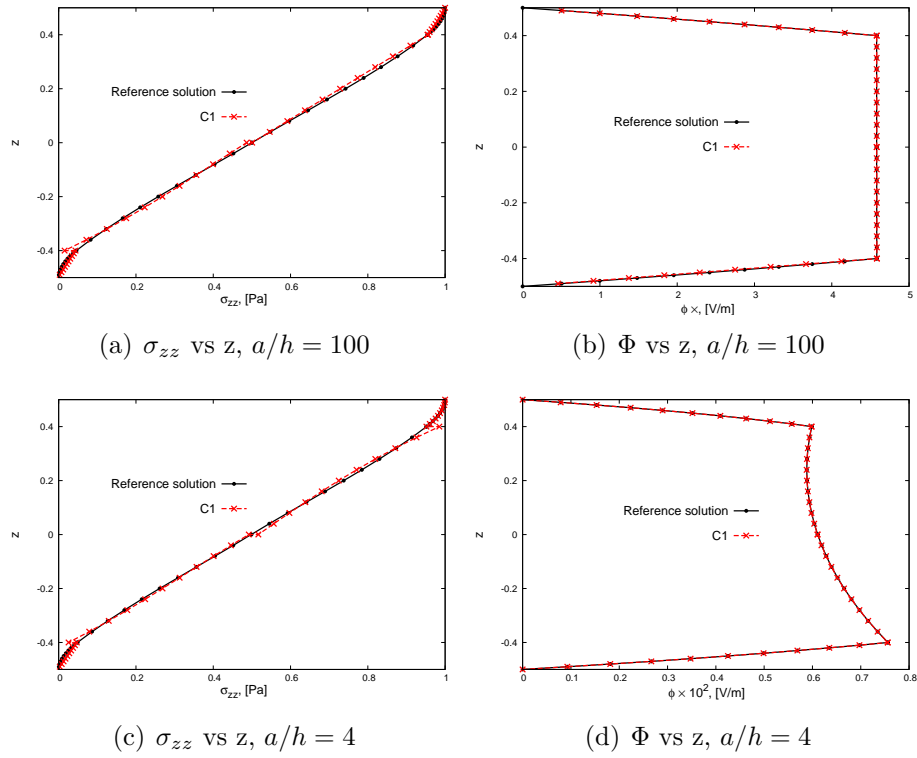 0.4
0.2
0
-0.2
-0.4
0 0.2 0.4 0.6 0.8 1
z
σzz, [Pa]
Reference solution
C1
(a) σzz vs z, a/h = 100
0.4
0.2
0
-0.2
-0.4
0 1 2 3 4 5
z
ϕ ×, [V/m]
Reference solution
C1
(b) Φ vs z, a/h = 100
0.4
0.2
0
-0.2
-0.4
0 0.2 0.4 0.6 0.8 1
z
σzz, [Pa]
Reference solution
C1
(c) σzz vs z, a/h = 4
0.4
0.2
0
-0.2
-0.4
0 0.1 0.2 0.3 0.4 0.5 0.6 0.7 0.8
z
ϕ × 10², [V/m]
Reference solution
C1
(d) Φ vs z, a/h = 4